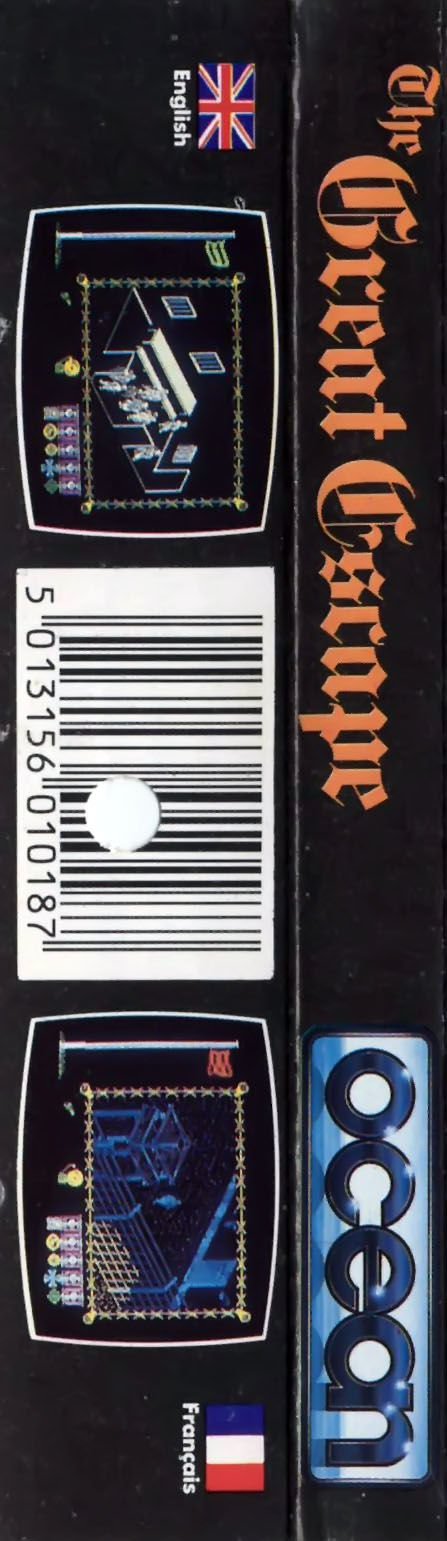 The Great Escape
ocean
English
5 013156 010187
Français